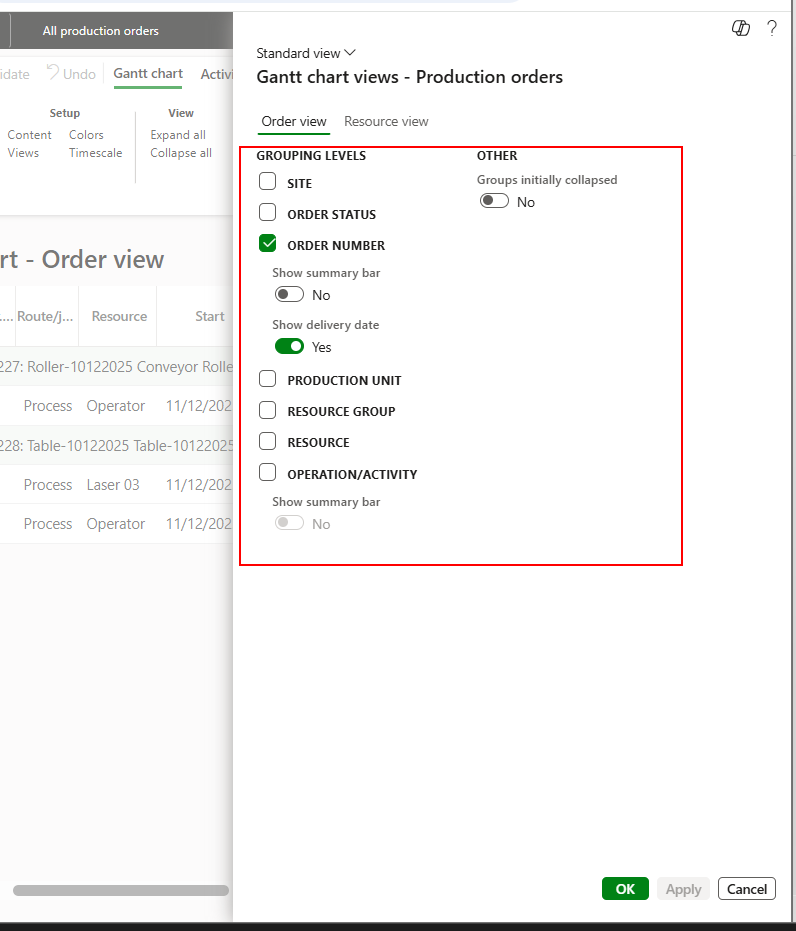 All production orders
idate
Undo
Gantt chart
Activi
Setup
View
Content
Colors
Expand all
Views
Timescale
Collapse all
rt - Order view
...
Route/j...
Resource
Start
227: Roller-10122025 Conveyor Rolle
Process
Operator
11/12/202
228: Table-10122025 Table-10122025
Process
Laser 03
11/12/202
Process
Operator
11/12/202
?
Standard view
Gantt chart views - Production orders
Order view
Resource view
GROUPING LEVELS
SITE
ORDER STATUS
ORDER NUMBER
Show summary bar
No
Show delivery date
Yes
PRODUCTION UNIT
RESOURCE GROUP
RESOURCE
OPERATION/ACTIVITY
Show summary bar
No
OTHER
Groups initially collapsed
No
OK
Apply
Cancel